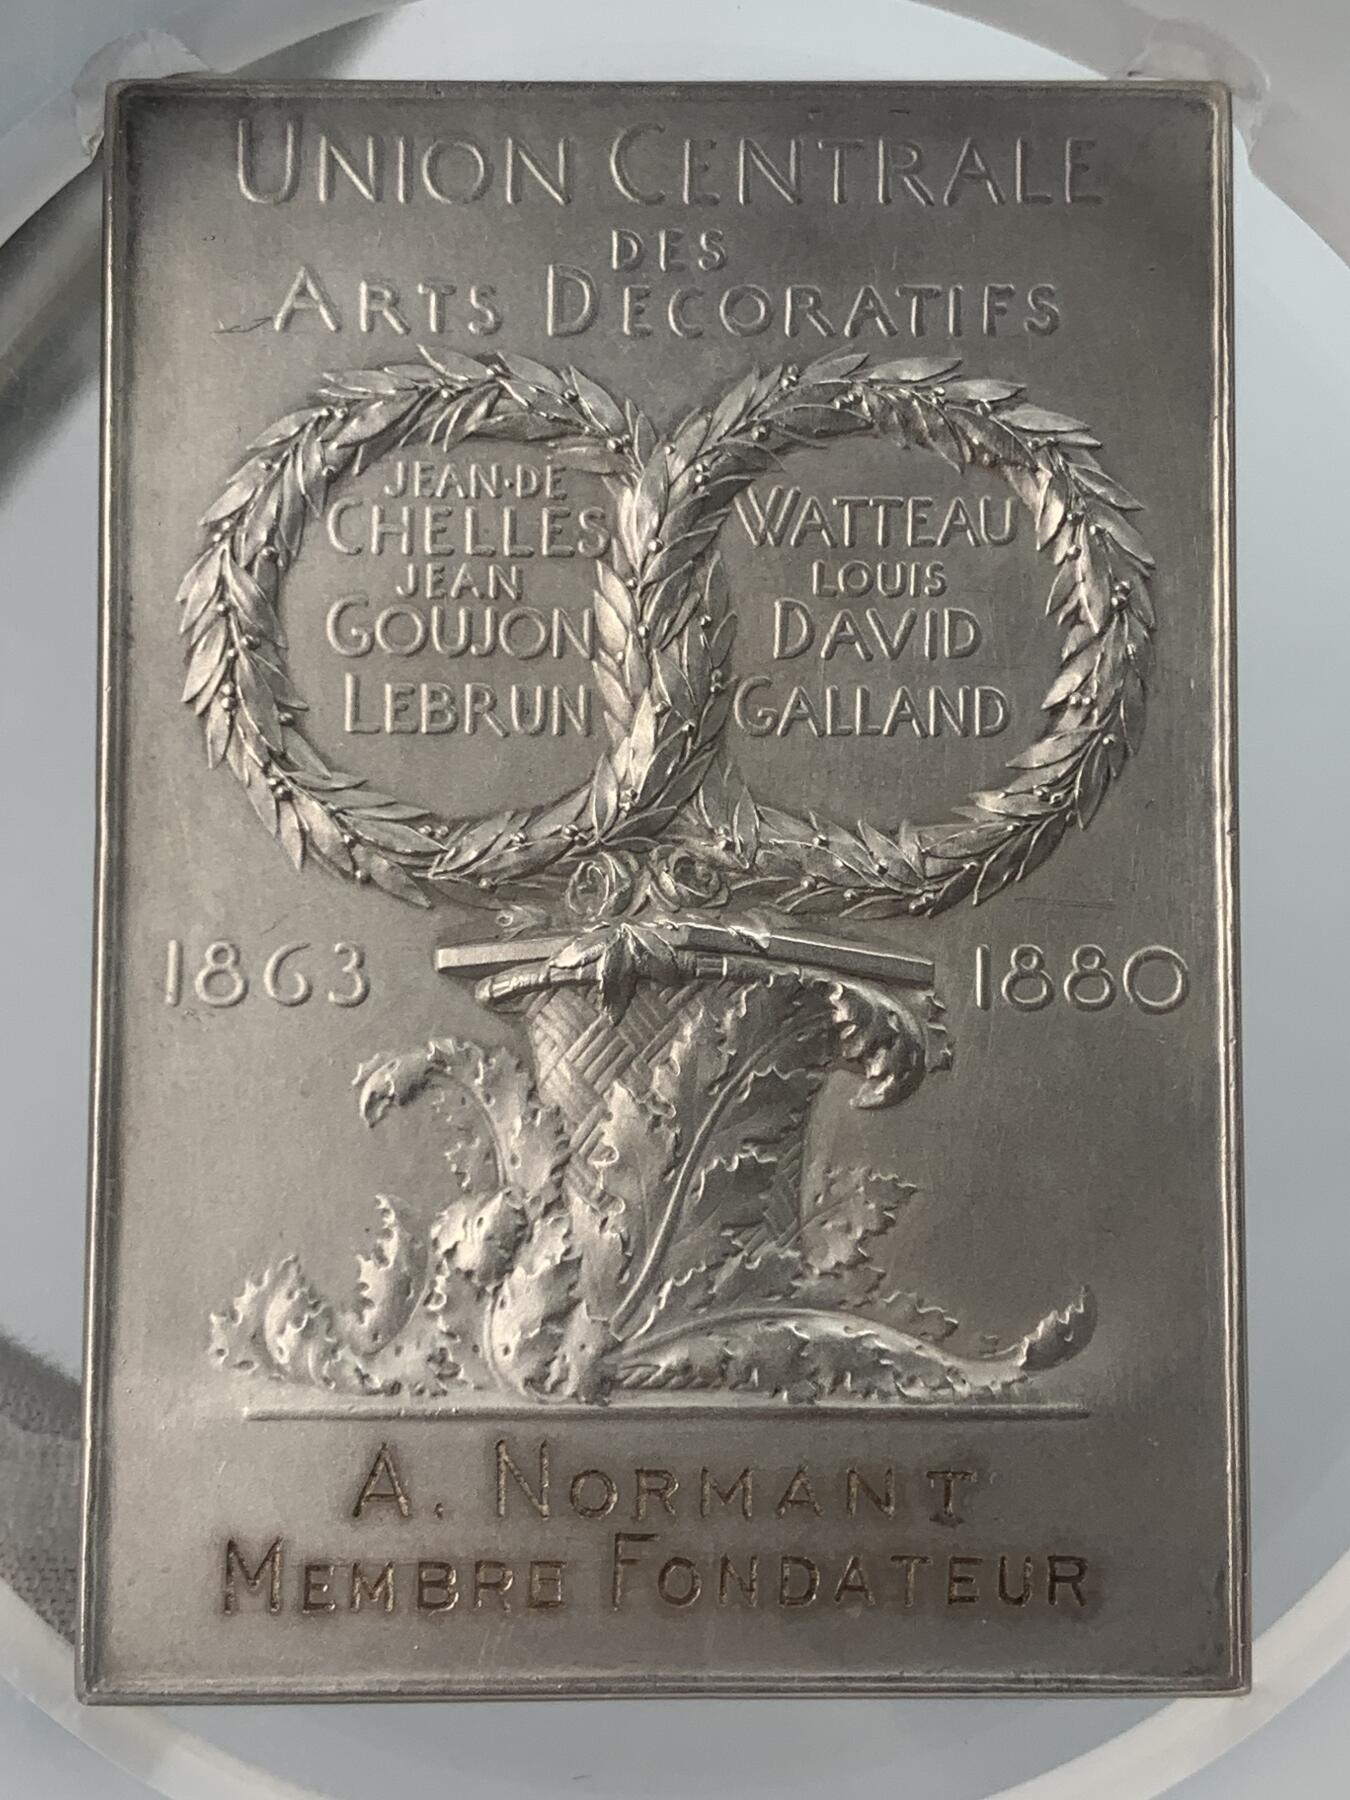 UNION CENTRALE
DES
ARTS DECORATIFS
JEAN·DE
CHELLES
JEAN
GOUJON
LEBRUN
WATTEAU
LOUIS
DAVID
GALLAND
1863
1880
A. NORMANT
MEMBRE FONDATEUR